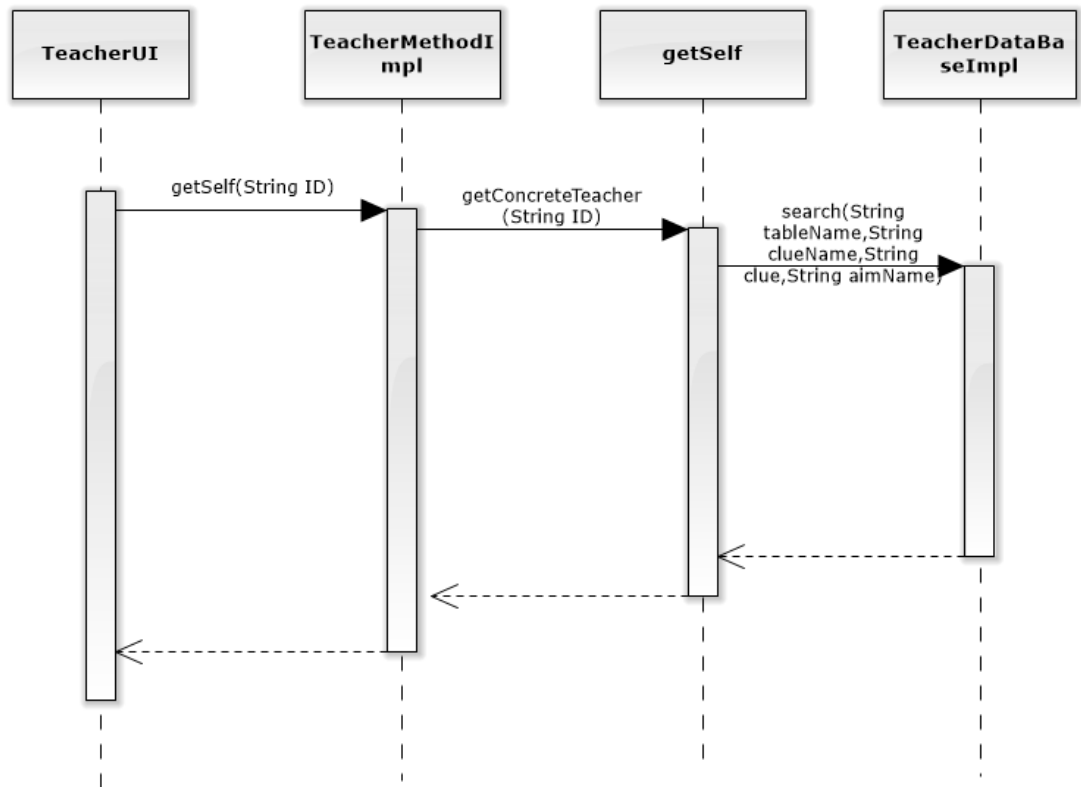 TeacherUI
TeacherMethodI
mpl
getSelf
TeacherDataBa
seImpl
getSelf(String ID)
getConcreteTeacher
(String ID)
search(String
tableName,String
clueName,String
clue,String aimName)